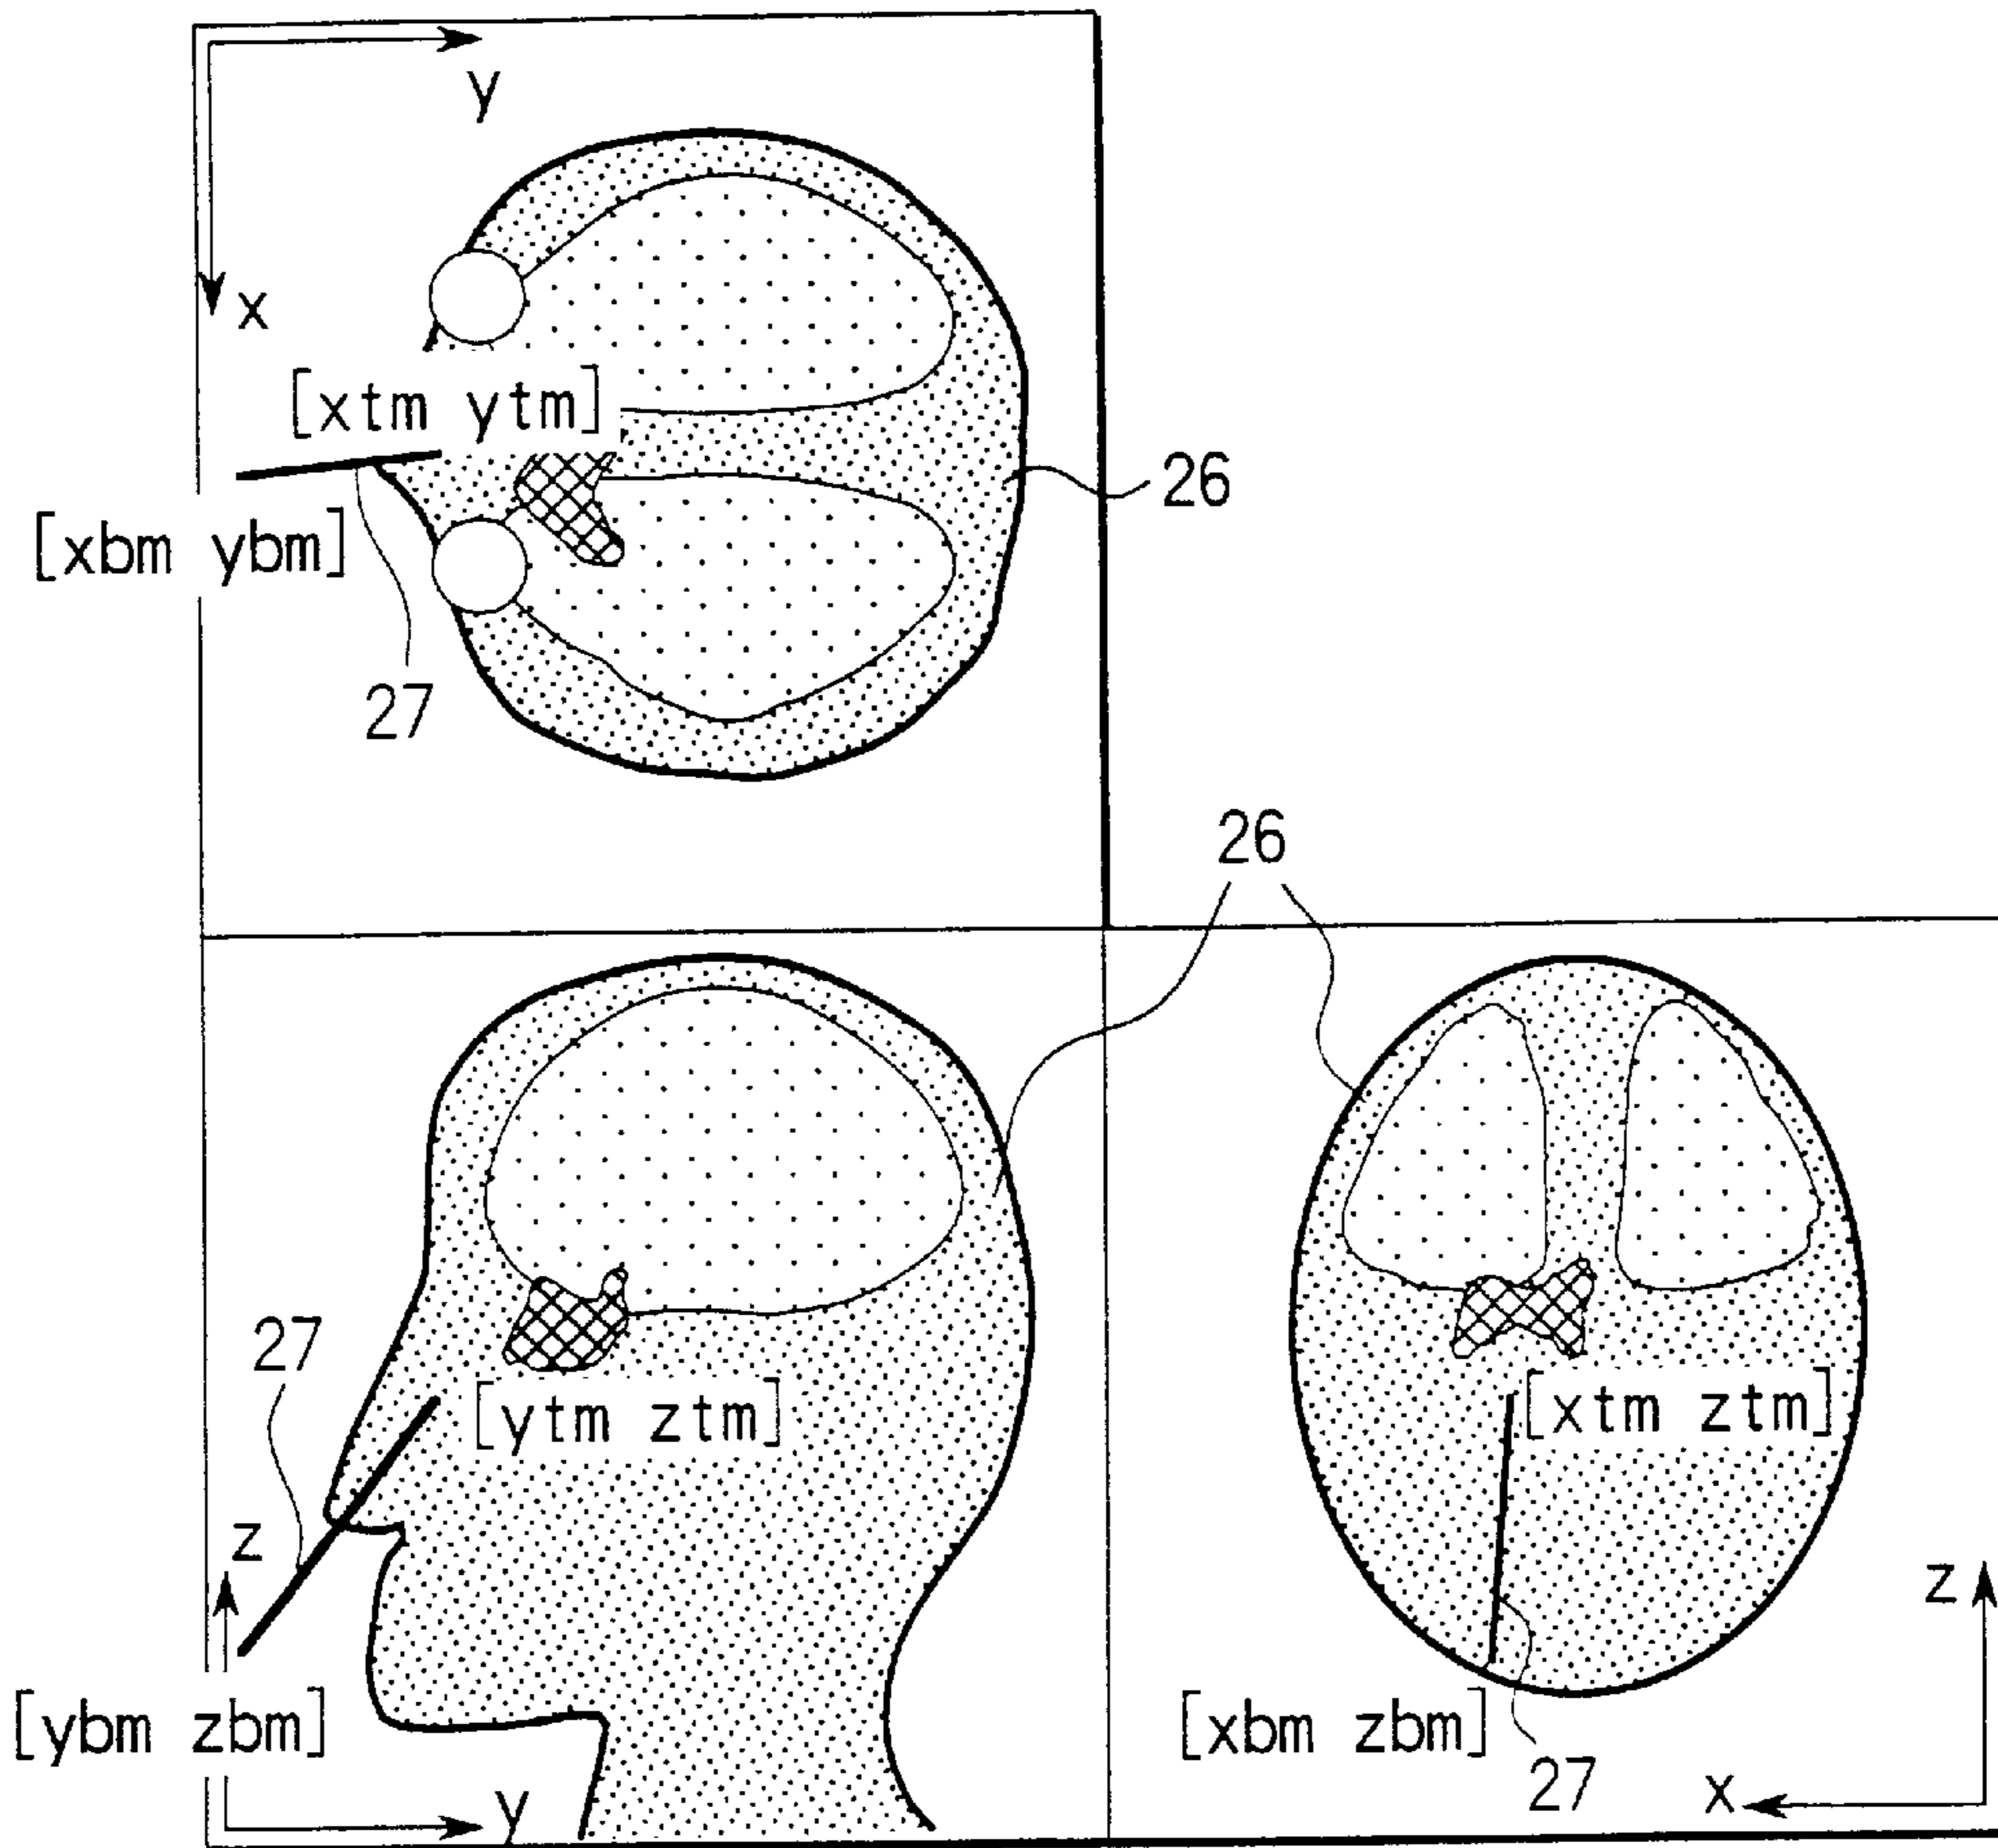 y
x
[xtm ytm]
26
[xbm ybm]
27
26
27
[ytm ztm]
[xtm ztm]
z
z
[ybm zbm]
[xbm zbm]
27
y
x